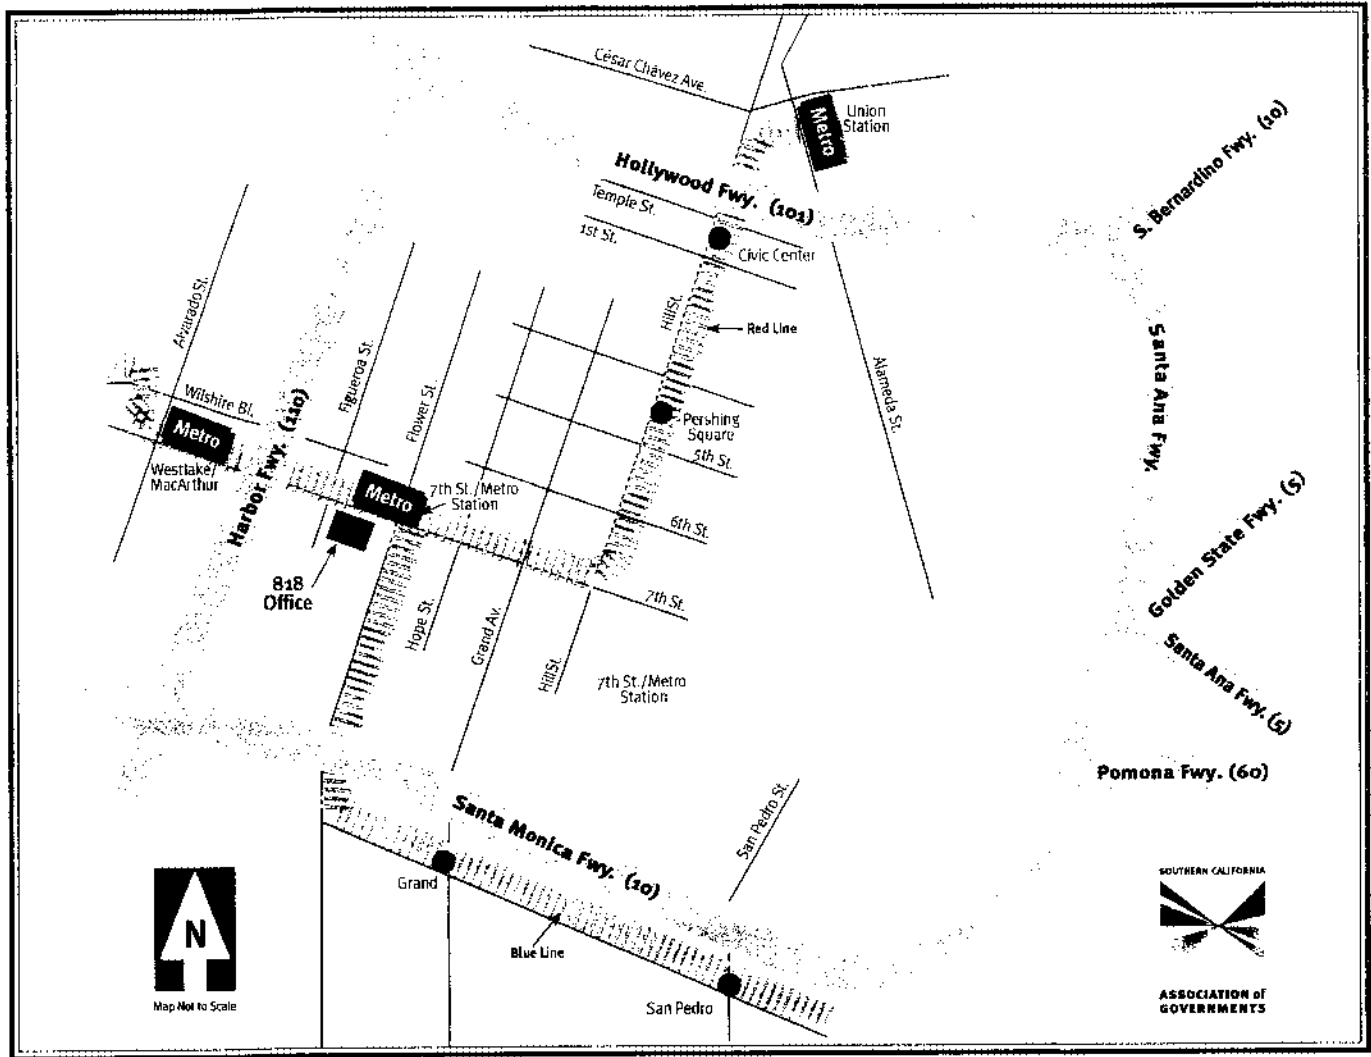 César Chávez Ave.
Union
Station
Metro
S. Bernardino Fwy. (10)
Hollywood Fwy. (101)
Temple St.
1st St.
Civic Center
Alvarado St.
Hill St.
Red Line
Santa Ana Fwy.
Figueroa St.
Flower St.
Alameda St.
Wilshire Bl.
Harbor Fwy. (110)
Metro
Westlake/
MacArthur
Pershing
Square
5th St.
Metro
7th St./Metro
Station
6th St.
Golden State Fwy. (5)
818
Office
7th St.
Hope St.
Grand Av.
Hill St.
7th St./Metro
Station
Santa Ana Fwy. (5)
Pomona Fwy. (60)
Santa Monica Fwy. (10)
San Pedro St.
Grand
Blue Line
San Pedro
N
Map Not to Scale
SOUTHERN CALIFORNIA
ASSOCIATION of
GOVERNMENTS